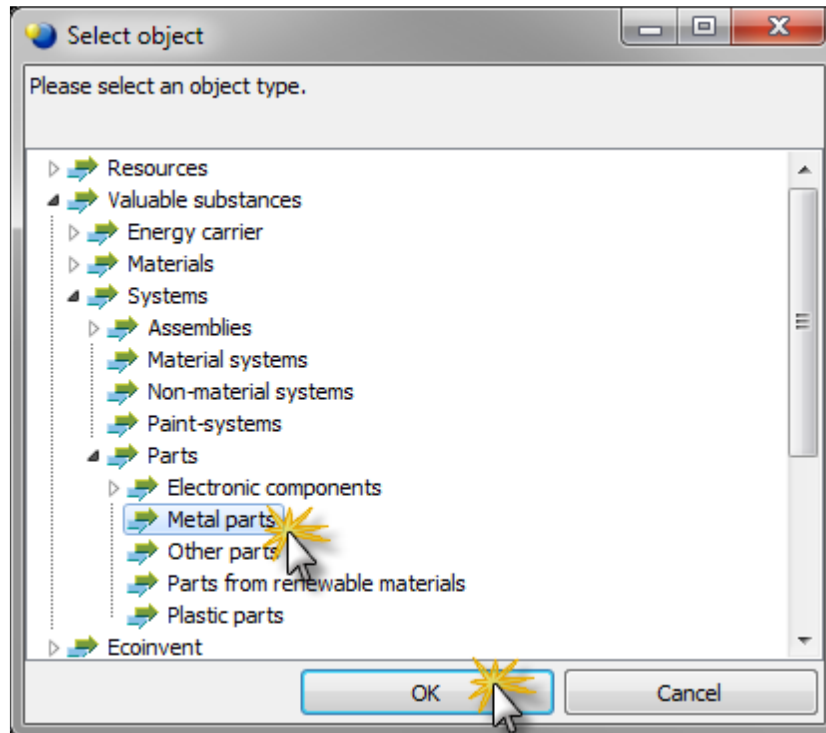 Select object
Please select an object type.
Resources
Valuable substances
Energy carrier
Materials
Systems
Assemblies
Material systems
Non-material systems
Paint-systems
Parts
Electronic components
Metal parts
Other parts
Parts from renewable materials
Plastic parts
Ecoinvent
OK
Cancel